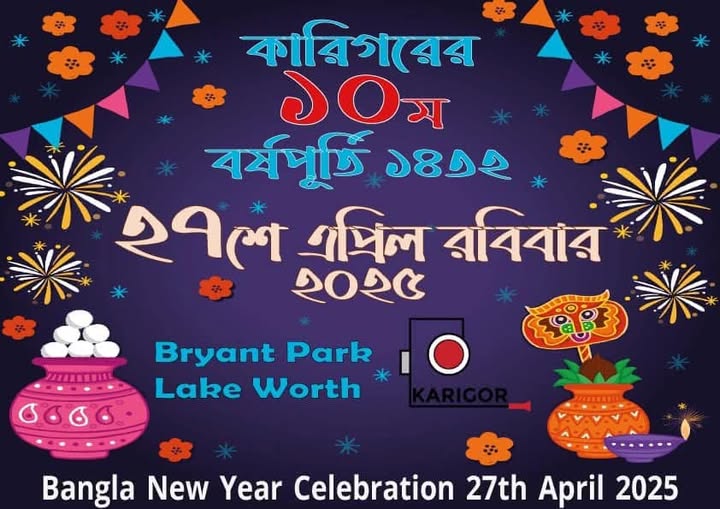 কারিগরের
১০ম
বর্ষপূর্তি ১৪৩২
২৭শে এপ্রিল রবিবার
২০২৫
Bryant Park
Lake Worth
KARIGOR
Bangla New Year Celebration 27th April 2025